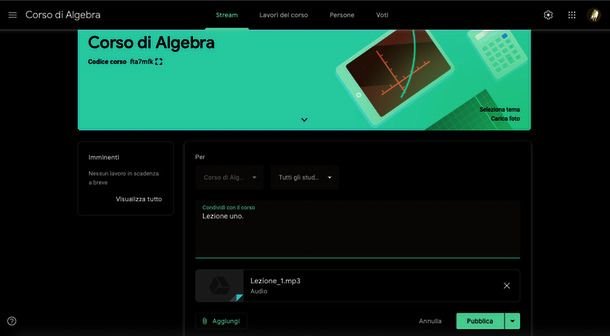 Corso di Algebra
Stream
Lavori del corso
Persone
Voti
Corso di Algebra
Codice corso fta7mfk
Seleziona tema
Carica foto
Imminenti
Nessun lavoro in scadenza
a breve
Visualizza tutto
Per
Corso di Alg...
Tutti gli stud...
Condividi con il corso
Lezione uno.
Lezione_1.mp3
Audio
Aggiungi
Annulla
Pubblica